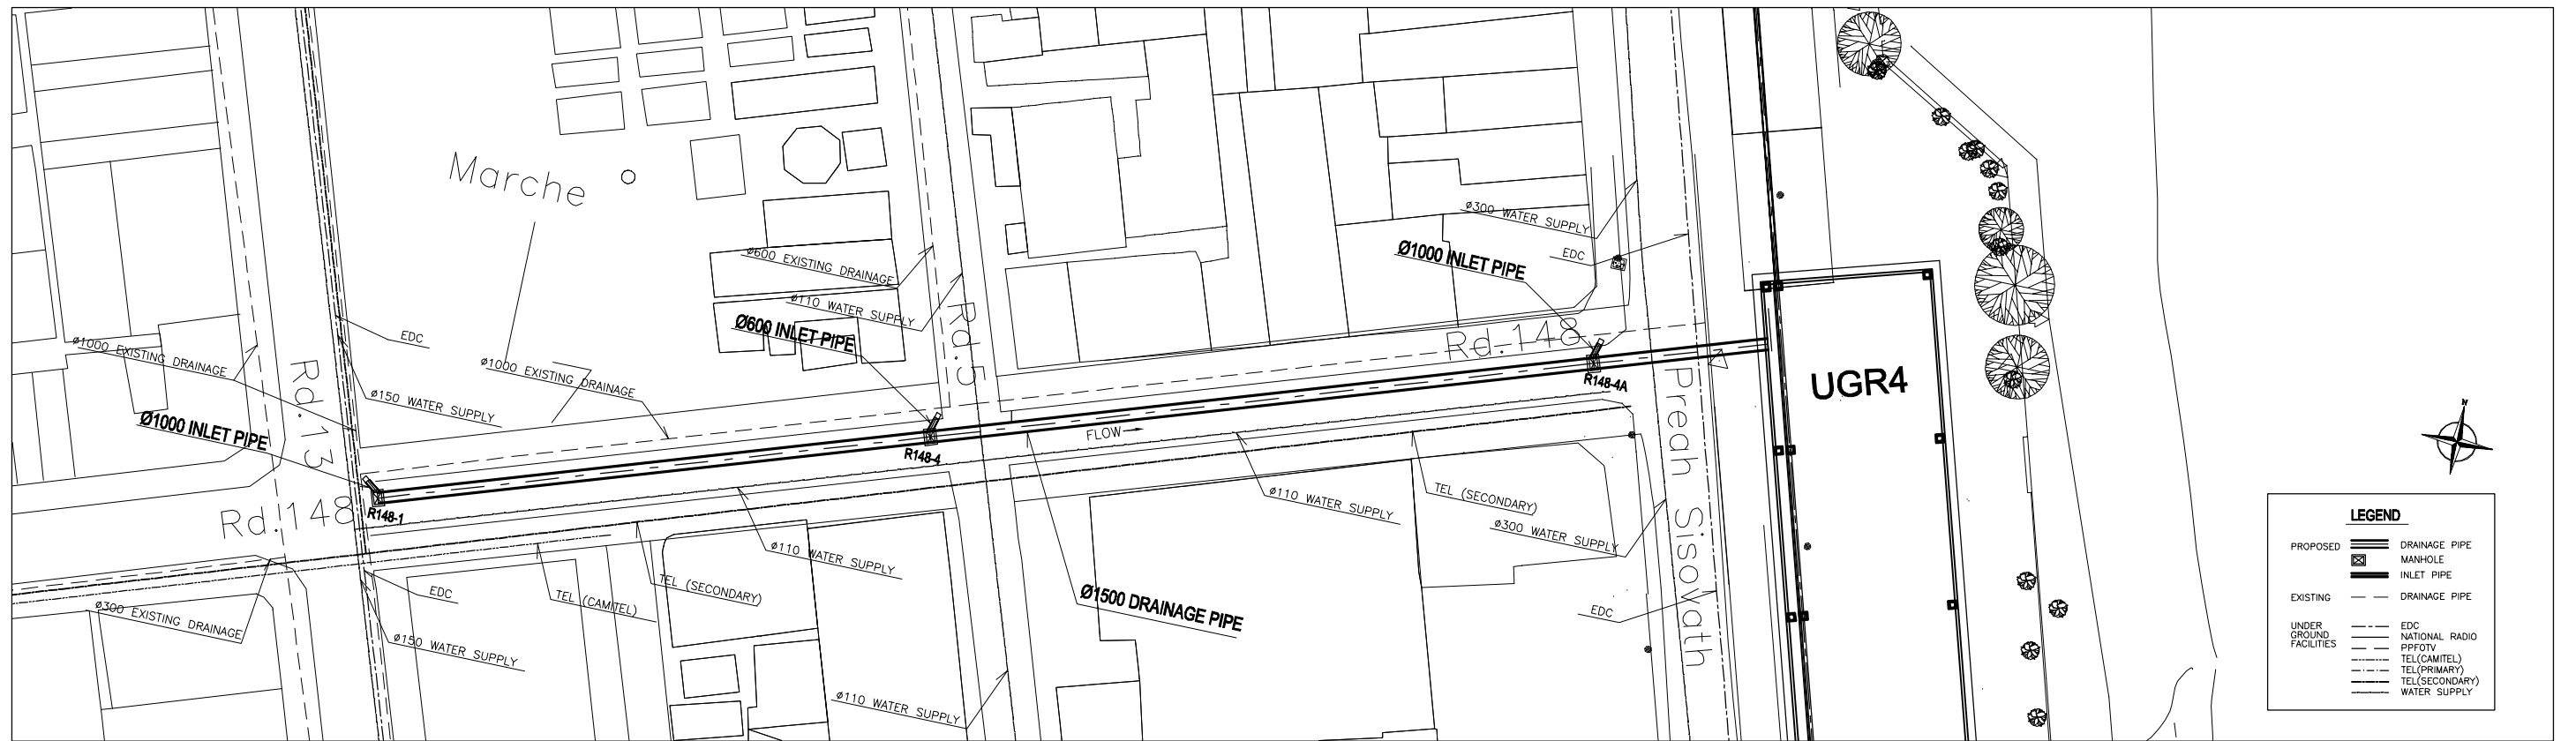 Marche
ø300 WATER SUPPLY
EDC
Ø1000 INLET PIPE
ø600 EXISTING DRAINAGE
ø110 WATER SUPPLY
Ø600 INLET PIPE
Rd.5
Rd.148
R148-4A
UGR4
EDC
ø1000 EXISTING DRAINAGE
Rd.13
ø1000 EXISTING DRAINAGE
ø150 WATER SUPPLY
Ø1000 INLET PIPE
R148-4
FLOW
Preah Sisovath
N
Rd.148
R148-1
ø110 WATER SUPPLY
TEL (SECONDARY)
ø300 WATER SUPPLY
ø110 WATER SUPPLY
TEL (SECONDARY)
EDC
TEL (CAMITEL)
Ø1500 DRAINAGE PIPE
EDC
ø300 EXISTING DRAINAGE
ø150 WATER SUPPLY
ø110 WATER SUPPLY
LEGEND
PROPOSED DRAINAGE PIPE
MANHOLE
INLET PIPE
EXISTING DRAINAGE PIPE
UNDER GROUND FACILITIES
EDC
NATIONAL RADIO
PPFOTV
TEL(CAMITEL)
TEL(PRIMARY)
TEL(SECONDARY)
WATER SUPPLY